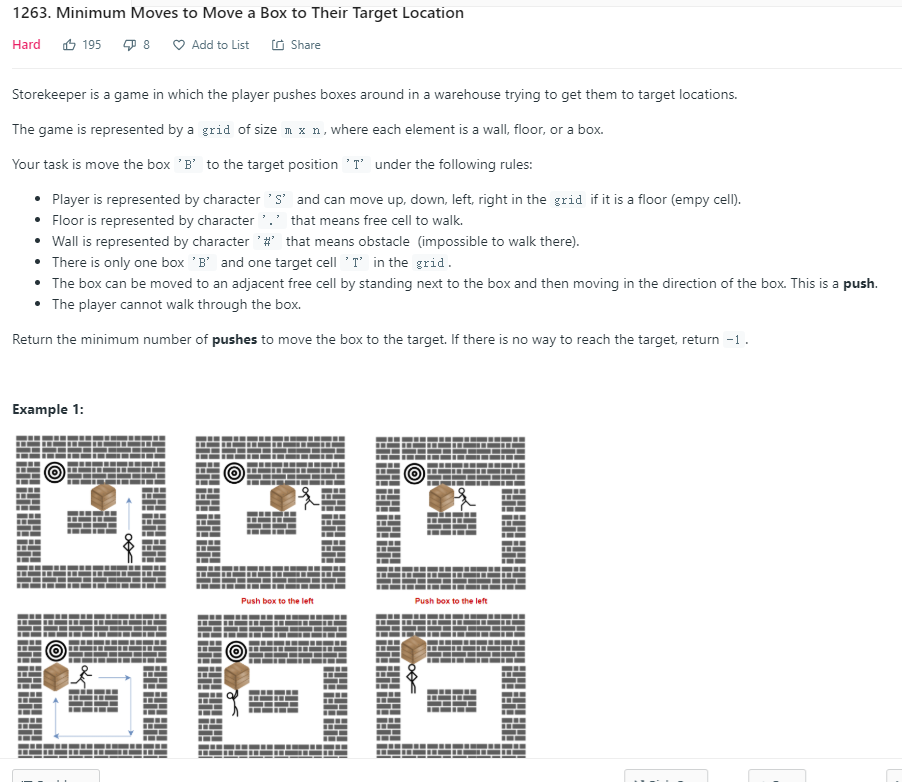 1263. Minimum Moves to Move a Box to Their Target Location
Hard 195 8 Add to List Share
Storekeeper is a game in which the player pushes boxes around in a warehouse trying to get them to target locations.
The game is represented by a grid of size m x n, where each element is a wall, floor, or a box.
Your task is move the box 'B' to the target position 'T' under the following rules:
• Player is represented by character 'S' and can move up, down, left, right in the grid if it is a floor (empy cell).
• Floor is represented by character '.' that means free cell to walk.
• Wall is represented by character '#' that means obstacle (impossible to walk there).
• There is only one box 'B' and one target cell 'T' in the grid.
• The box can be moved to an adjacent free cell by standing next to the box and then moving in the direction of the box. This is a push.
• The player cannot walk through the box.
Return the minimum number of pushes to move the box to the target. If there is no way to reach the target, return -1.
Example 1:
Push box to the left Push box to the left